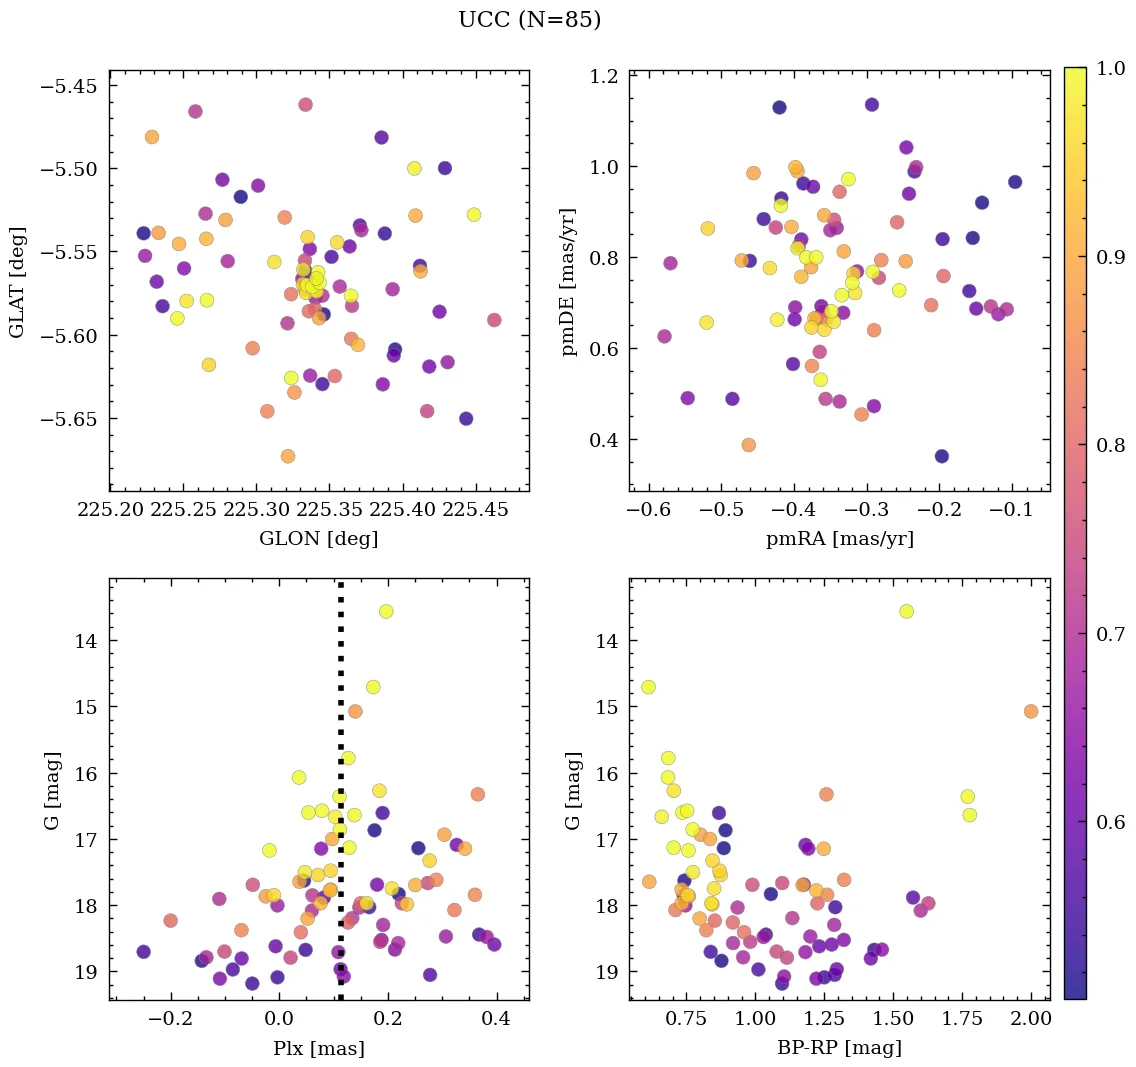 UCC (N=85)
−5.45
−5.50
−5.55
−5.60
−5.65
GLAT [deg]
225.20 225.25 225.30 225.35 225.40 225.45
GLON [deg]
1.2
1.0
0.8
0.6
0.4
pmDE [mas/yr]
−0.6 −0.5 −0.4 −0.3 −0.2 −0.1
pmRA [mas/yr]
14
15
16
17
18
19
G [mag]
−0.2 0.0 0.2 0.4
Plx [mas]
14
15
16
17
18
19
G [mag]
0.75 1.00 1.25 1.50 1.75 2.00
BP-RP [mag]
1.0
0.9
0.8
0.7
0.6